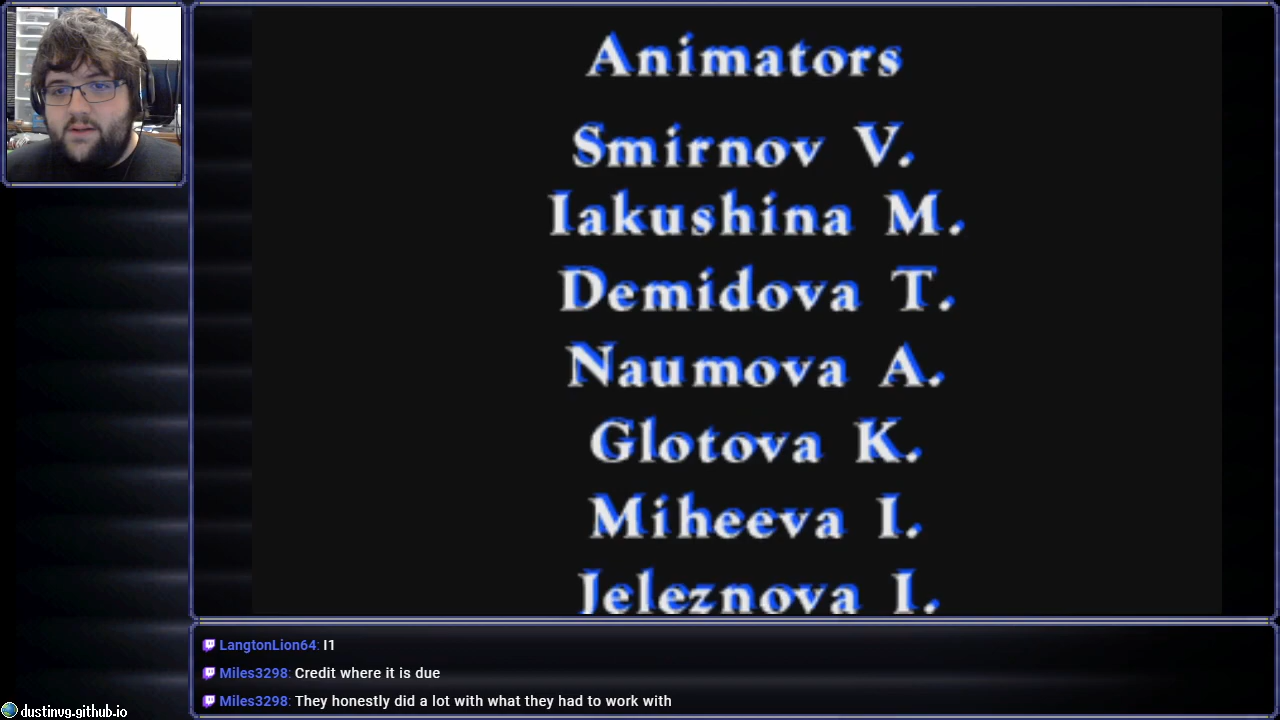 Animators
Smirnov V.
Iakushina M.
Demidova T.
Naumova A.
Glotova K.
Miheeva I.
Jeleznova I.
LangtonLion64: I1
Miles3298: Credit where it is due
Miles3298: They honestly did a lot with what they had to work with
dustinvg.github.io